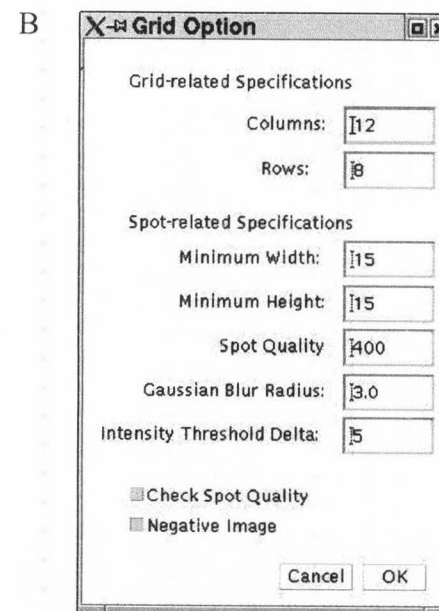 B
Grid Option
Grid-related Specifications
Columns: 12
Rows: 8
Spot-related Specifications
Minimum Width: 15
Minimum Height: 15
Spot Quality 400
Gaussian Blur Radius: 3.0
Intensity Threshold Delta: 5
Check Spot Quality
Negative Image
Cancel OK